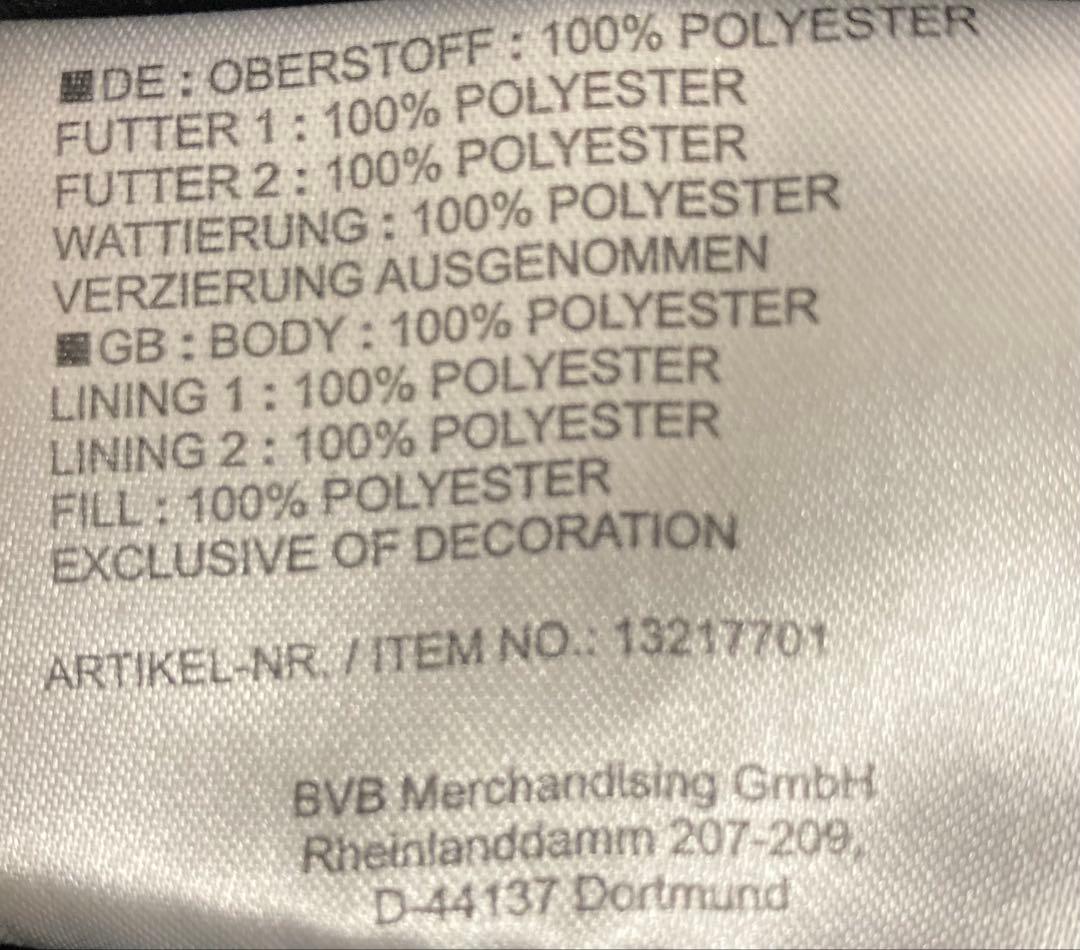 ■DE : OBERSTOFF : 100% POLYESTER
FUTTER 1 : 100% POLYESTER
FUTTER 2 : 100% POLYESTER
WATTIERUNG : 100% POLYESTER
VERZIERUNG AUSGENOMMEN
■GB : BODY : 100% POLYESTER
LINING 1 : 100% POLYESTER
LINING 2 : 100% POLYESTER
FILL : 100% POLYESTER
EXCLUSIVE OF DECORATION
ARTIKEL-NR. / ITEM NO.: 13217701
BVB Merchandising GmbH
Rheinlanddamm 207-209,
D-44137 Dortmund